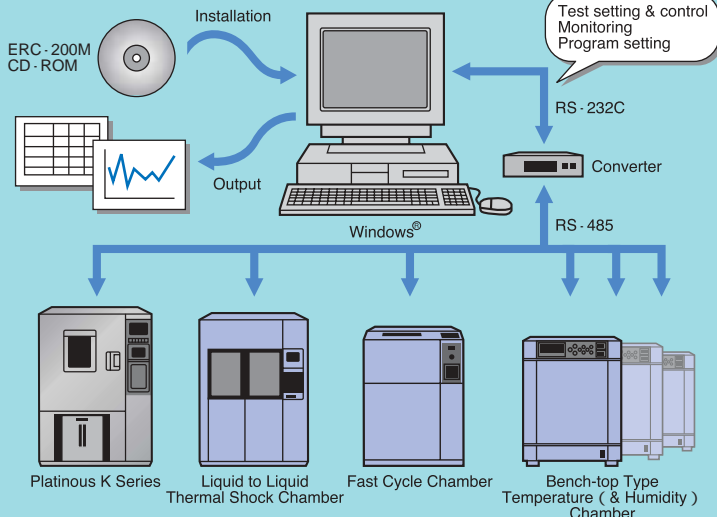 Installation
ERC-200M
CD-ROM
Test setting & control
Monitoring
Program setting
RS-232C
Converter
Output
Windows®
RS-485
Platinous K Series
Liquid to Liquid
Thermal Shock Chamber
Fast Cycle Chamber
Bench-top Type
Temperature ( & Humidity )
Chamber